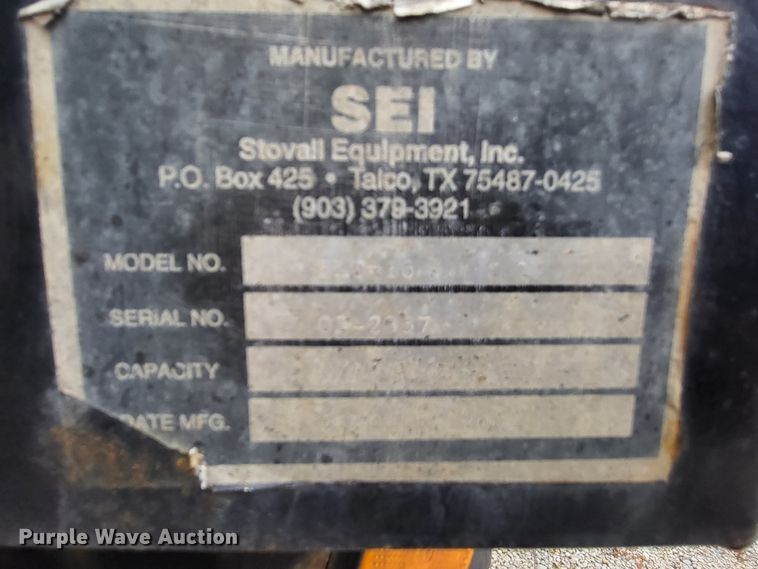 MANUFACTURED BY
SEI
Stovall Equipment, Inc.
P.O. Box 425 • Talco, TX 75487-0425
(903) 379-3921
MODEL NO.
SERIAL NO.
CAPACITY
DATE MFG.
Purple Wave Auction